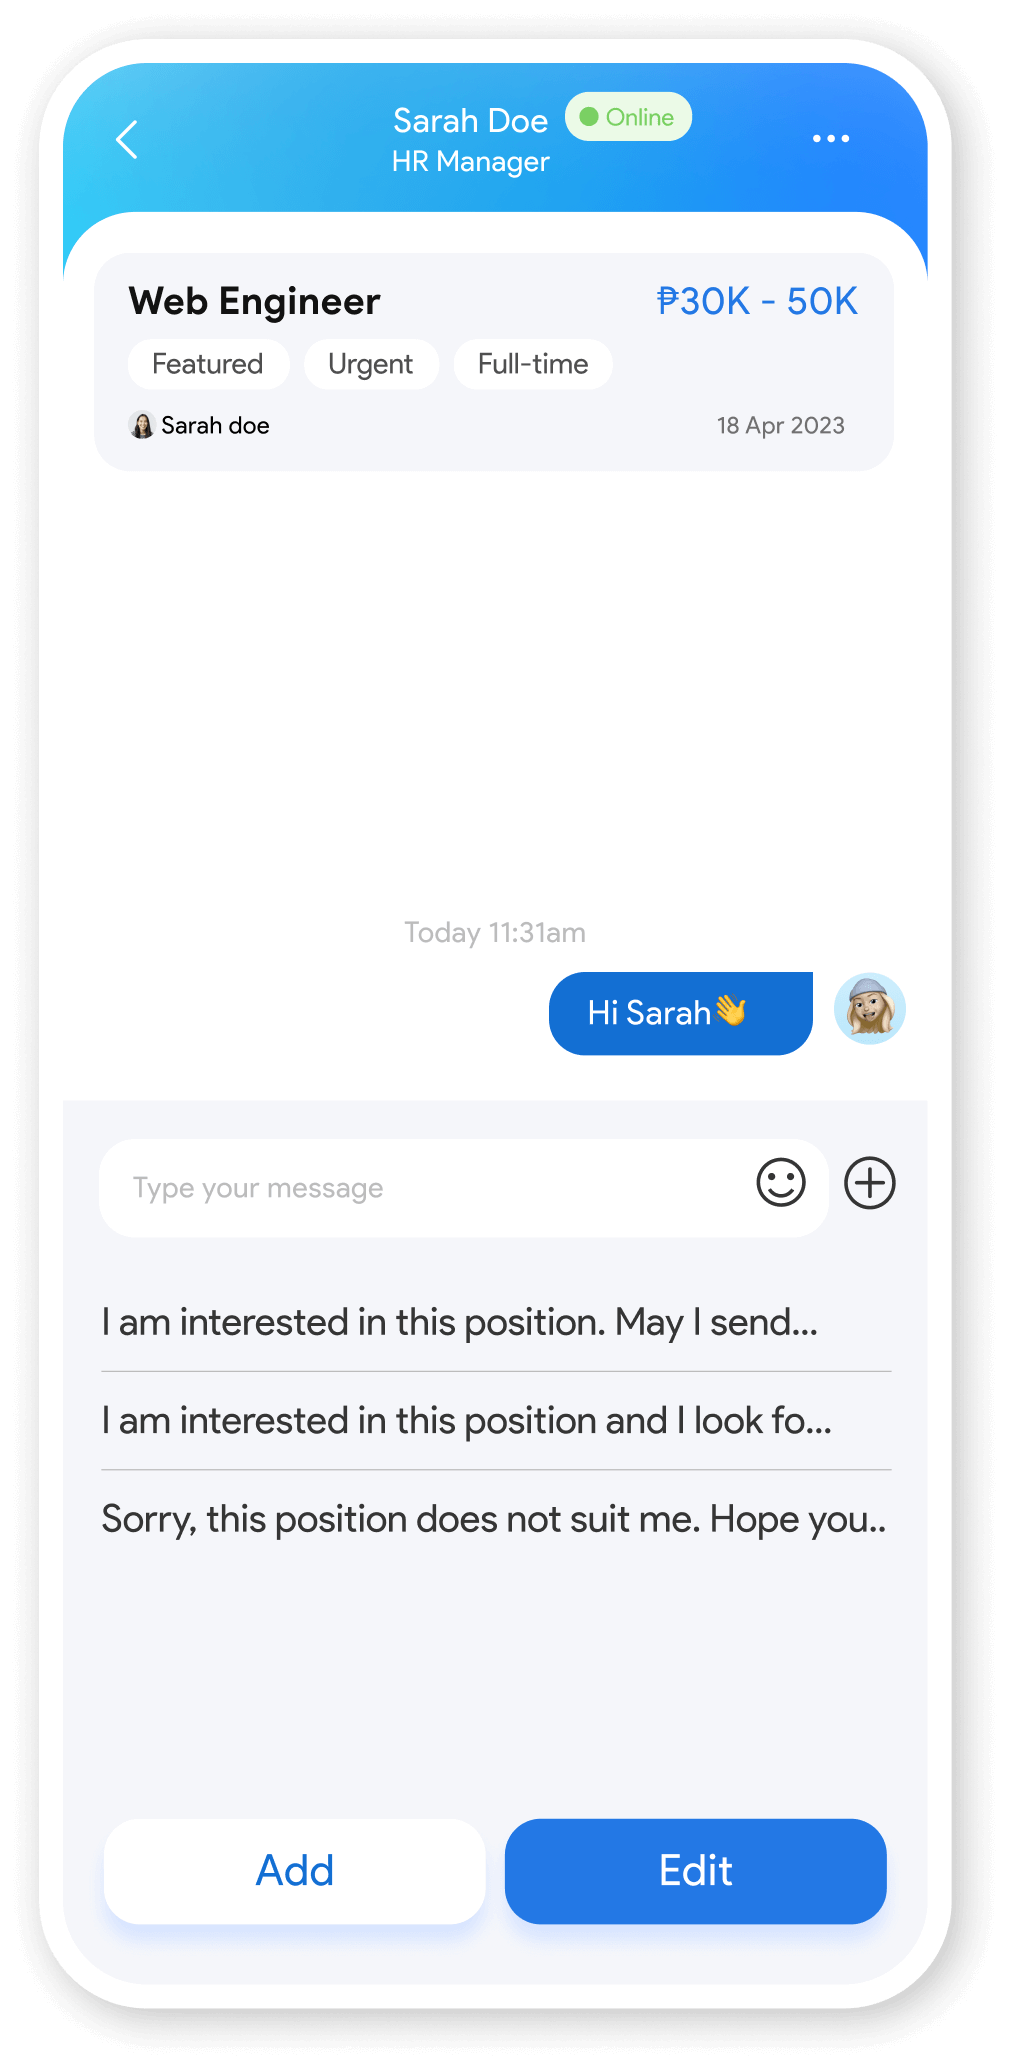 Sarah Doe Online
HR Manager
Web Engineer ₱30K - 50K
Featured Urgent Full-time
Sarah doe 18 Apr 2023
Today 11:31am
Hi Sarah👋
Type your message
I am interested in this position. May I send...
I am interested in this position and I look fo...
Sorry, this position does not suit me. Hope you..
Add Edit